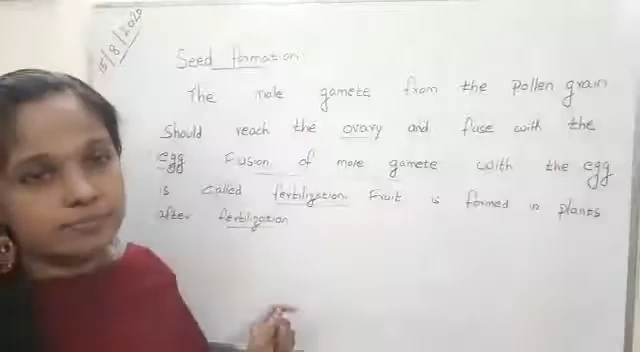 15/8/2020
Seed formation
The male gamete from the pollen grain
should reach the ovary and fuse with the
egg Fusion of male gamete with the egg
is called fertilization. Fruit is formed in plants
after fertilization